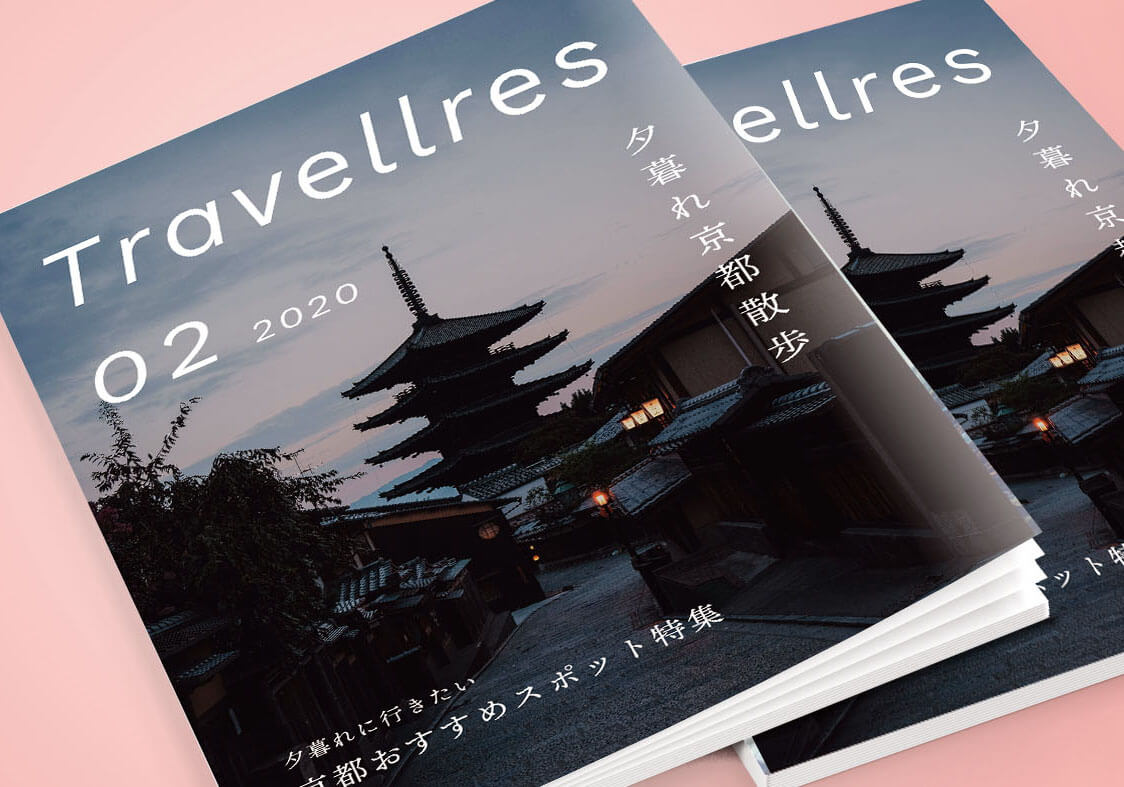 Travellres
02 2020
夕暮れ京都散歩
夕暮れに行きたい
京都おすすめスポット特集
ellres
夕暮れ京
ット特